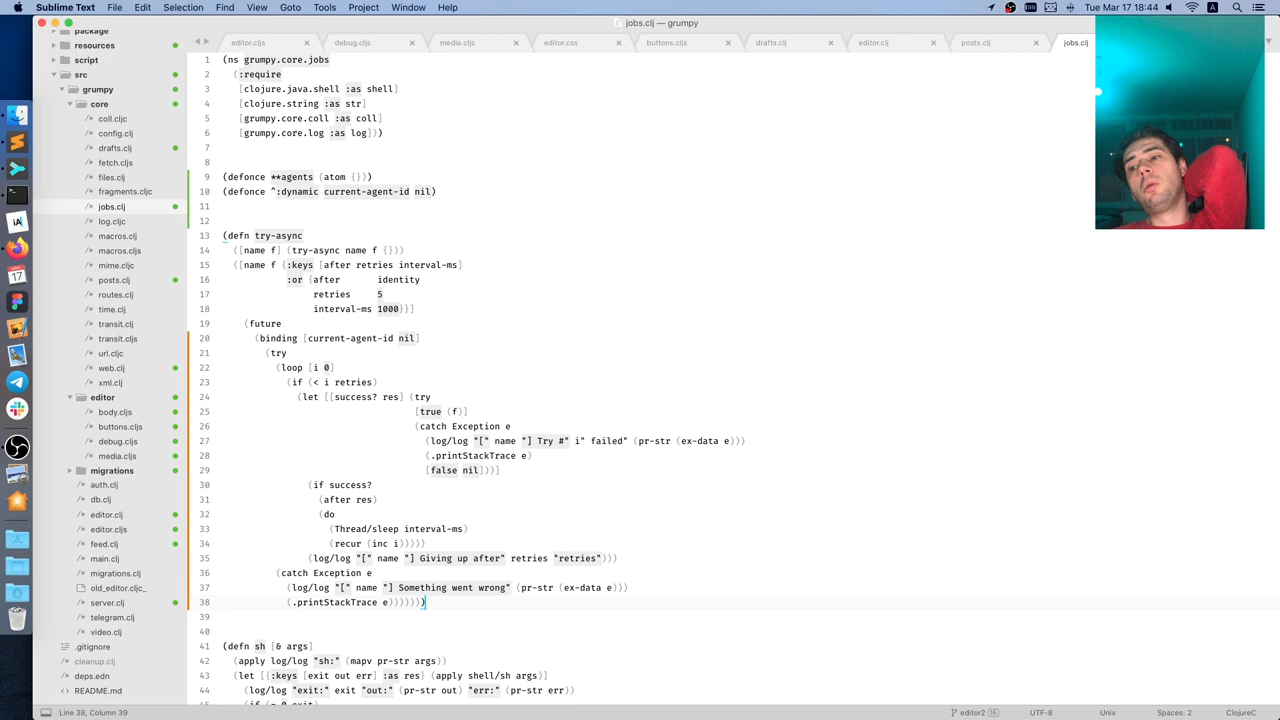 Sublime Text File Edit Selection Find View Goto Tools Project Window Help
Tue Mar 17 18:44
jobs.clj — grumpy
editor.cljs
debug.cljs
media.cljs
editor.css
buttons.cljs
drafts.clj
editor.clj
posts.clj
jobs.clj
package
resources
script
src
grumpy
core
coll.cljc
config.clj
drafts.clj
fetch.cljs
files.clj
fragments.cljc
jobs.clj
log.cljc
macros.clj
macros.cljs
mime.cljc
posts.clj
routes.clj
time.clj
transit.clj
transit.cljs
url.cljc
web.clj
xml.clj
editor
body.cljs
buttons.cljs
debug.cljs
media.cljs
migrations
auth.clj
db.clj
editor.clj
editor.cljs
feed.clj
main.clj
migrations.clj
old_editor.cljc_
server.clj
telegram.clj
video.clj
.gitignore
cleanup.clj
deps.edn
README.md
1 (ns grumpy.core.jobs
2   (:require
3    [clojure.java.shell :as shell]
4    [clojure.string :as str]
5    [grumpy.core.coll :as coll]
6    [grumpy.core.log :as log]))
7
8
9 (defonce **agents (atom {}))
10 (defonce ^:dynamic current-agent-id nil)
11
12
13 (defn try-async
14   ([name f] (try-async name f {}))
15   ([name f {:keys [after retries interval-ms]
16             :or {after       identity
17                  retries     5
18                  interval-ms 1000}}]
19     (future
20       (binding [current-agent-id nil]
21         (try
22           (loop [i 0]
23             (if (< i retries)
24               (let [[success? res] (try
25                                     [true (f)]
26                                     (catch Exception e
27                                       (log/log "[" name "] Try #" i" failed" (pr-str (ex-data e)))
28                                       (.printStackTrace e)
29                                       [false nil]))]
30                 (if success?
31                   (after res)
32                   (do
33                     (Thread/sleep interval-ms)
34                     (recur (inc i)))))
35                 (log/log "[" name "] Giving up after" retries "retries")))
36           (catch Exception e
37             (log/log "[" name "] Something went wrong" (pr-str (ex-data e)))
38             (.printStackTrace e))))))
39
40
41 (defn sh [& args]
42   (apply log/log "sh:" (mapv pr-str args))
43   (let [{:keys [exit out err] :as res} (apply shell/sh args)]
44     (log/log "exit:" exit "out:" (pr-str out) "err:" (pr-str err))
45     (if (= 0 exit)
Line 38, Column 39
editor2 16
UTF-8
Unix
Spaces: 2
ClojureC